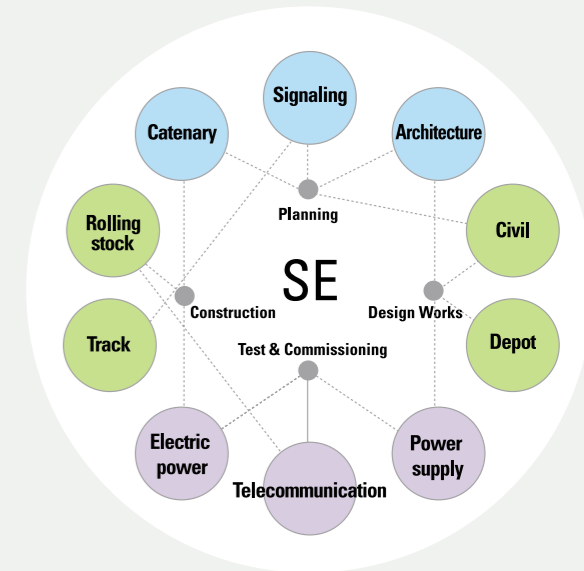 Signaling
Catenary
Architecture
Planning
Rolling
stock
Civil
SE
Construction
Design Works
Track
Test & Commissioning
Depot
Electric
power
Power
supply
Telecommunication